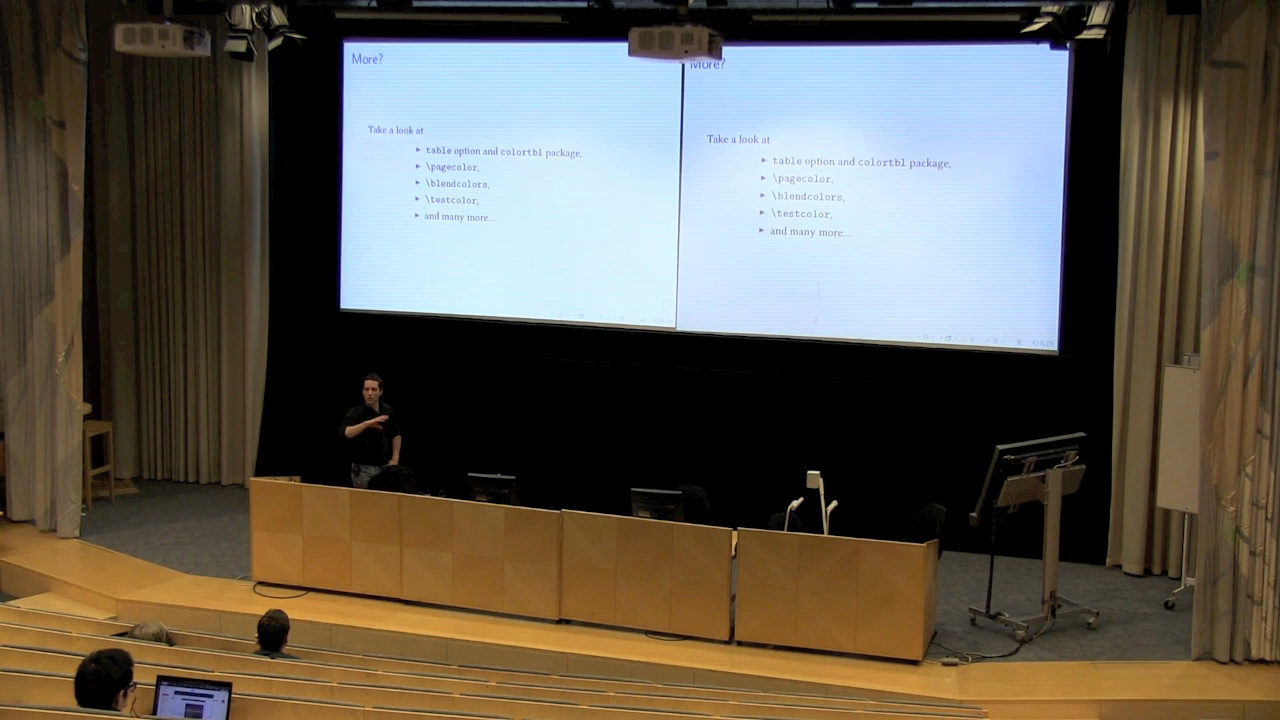 More?
Take a look at
► table option and colortbl package,
► \pagecolor,
► \blendcolors,
► \testcolor,
► and many more...
More?
Take a look at
► table option and colortbl package,
► \pagecolor,
► \blendcolors,
► \testcolor,
► and many more...